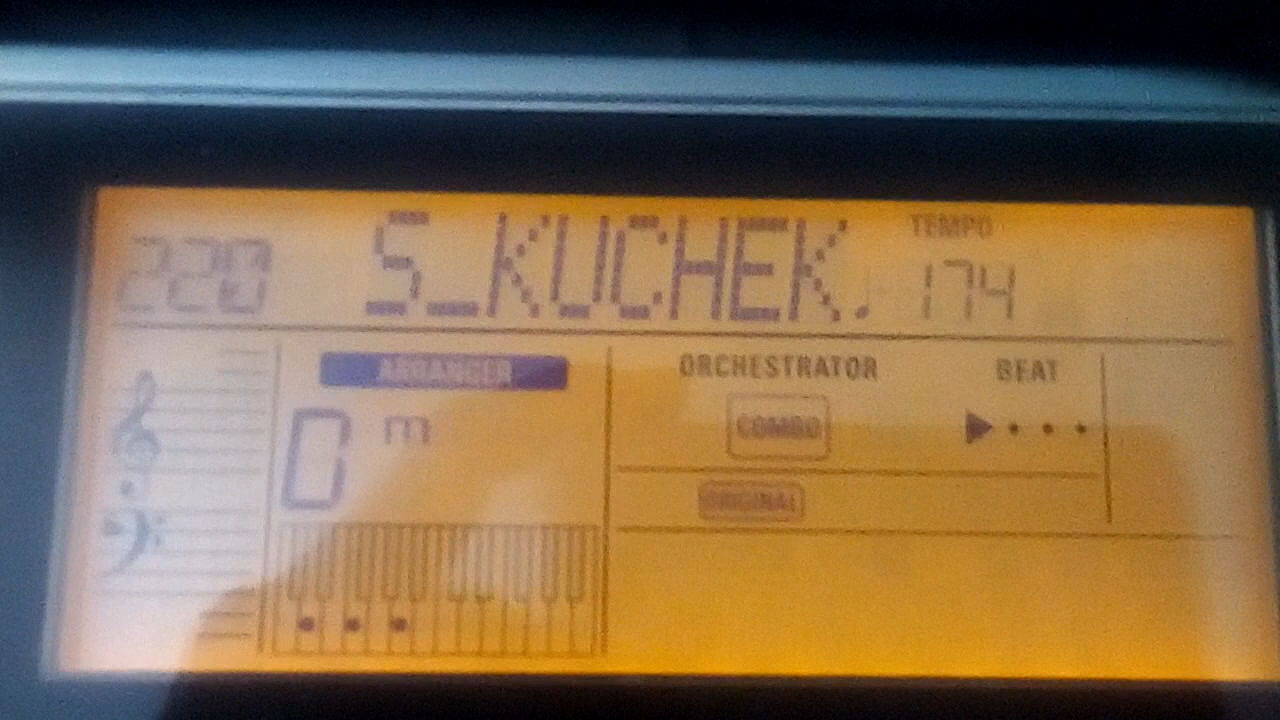 220 S_KUCHEK. TEMPO 174
ARRANGER ORCHESTRATOR BEAT
D m COMBO
ORIGINAL